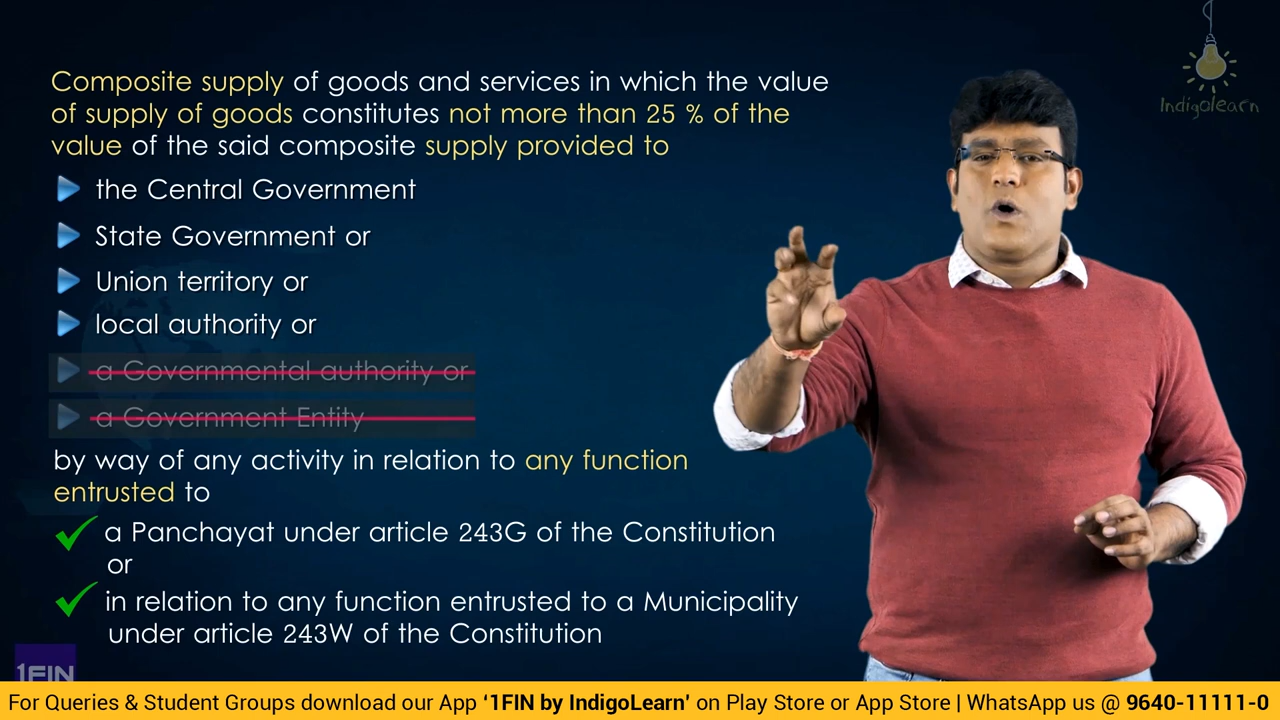 Indigolearn
Composite supply of goods and services in which the value
of supply of goods constitutes not more than 25 % of the
value of the said composite supply provided to
the Central Government
State Government or
Union territory or
local authority or
a Governmental authority or
a Government Entity
by way of any activity in relation to any function
entrusted to
a Panchayat under article 243G of the Constitution
or
in relation to any function entrusted to a Municipality
under article 243W of the Constitution
1FIN
For Queries & Student Groups download our App '1FIN by IndigoLearn' on Play Store or App Store | WhatsApp us @ 9640-11111-0